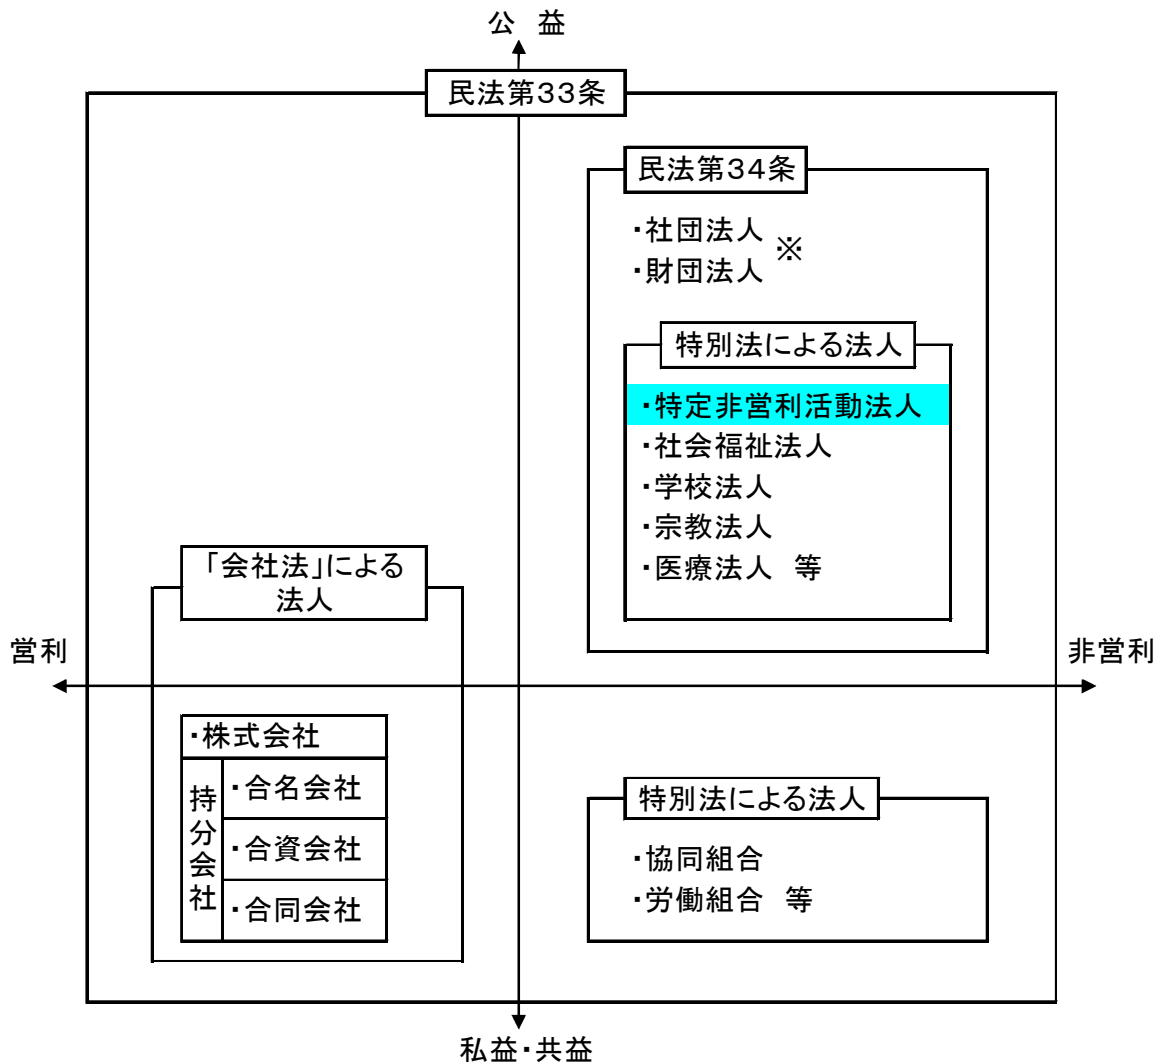 公 益
民法第33条
民法第34条
・社団法人
・財団法人
※
特別法による法人
・特定非営利活動法人
・社会福祉法人
・学校法人
・宗教法人
・医療法人 等
「会社法」による
法人
営利
非営利
・株式会社
持分会社
・合名会社
・合資会社
・合同会社
特別法による法人
・協同組合
・労働組合 等
私益・共益